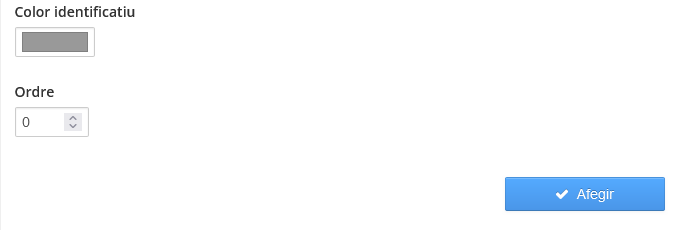 Color identificatiu
Ordre
0
Afegir